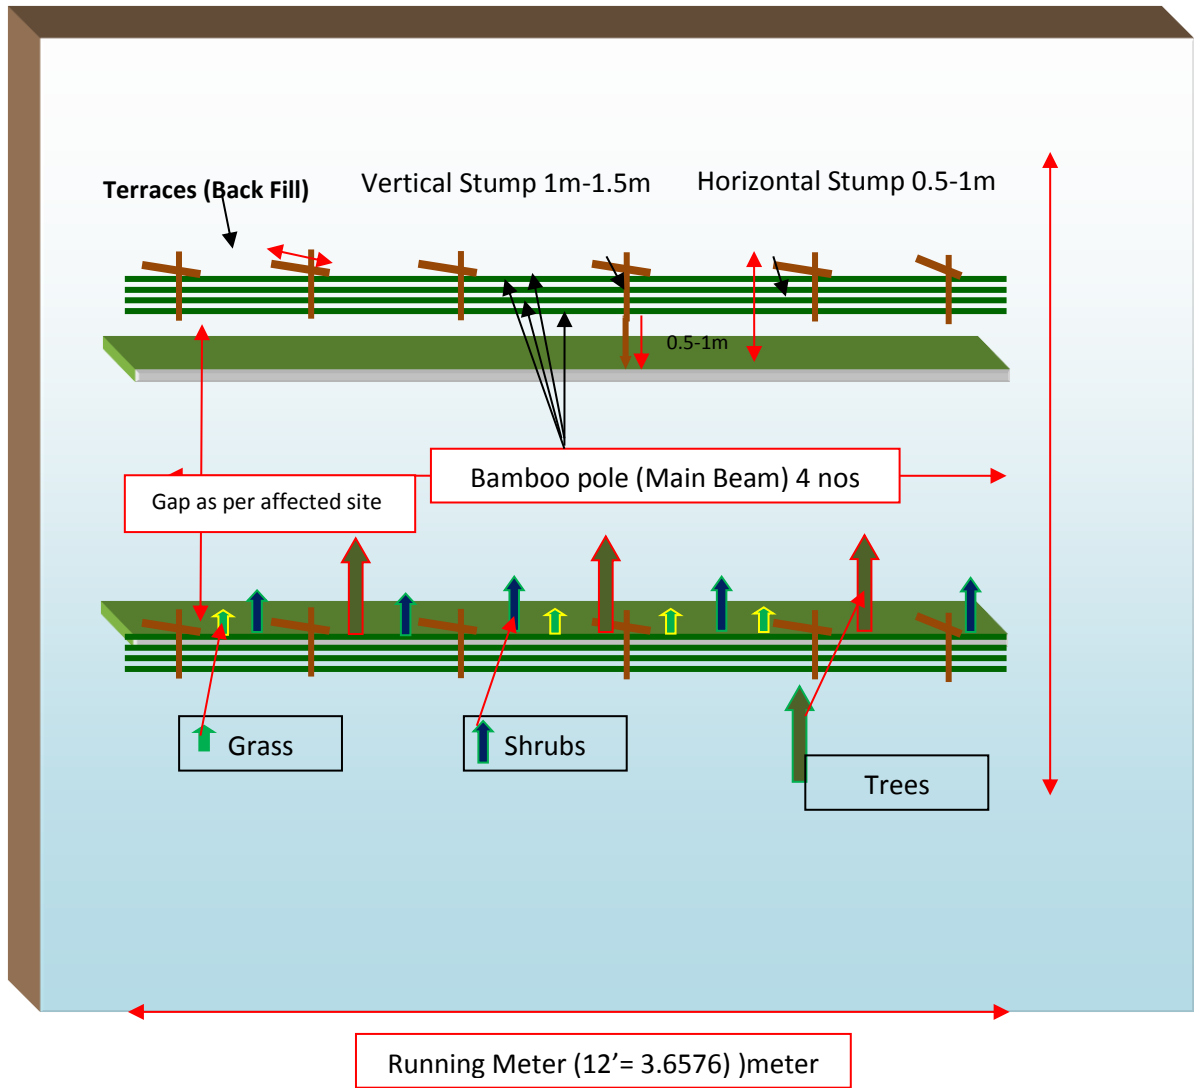 Terraces (Back Fill)
Vertical Stump 1m-1.5m
Horizontal Stump 0.5-1m
0.5-1m
Bamboo pole (Main Beam) 4 nos
Gap as per affected site
Grass
Shrubs
Trees
Running Meter (12’= 3.6576) )meter